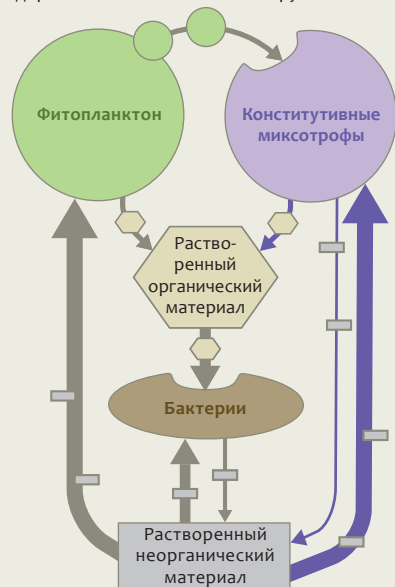 Фитопланктон
Конститутивные
миксотрофы
Раство-
ренный
органический
материал
Бактерии
Растворенный
неорганический
материал